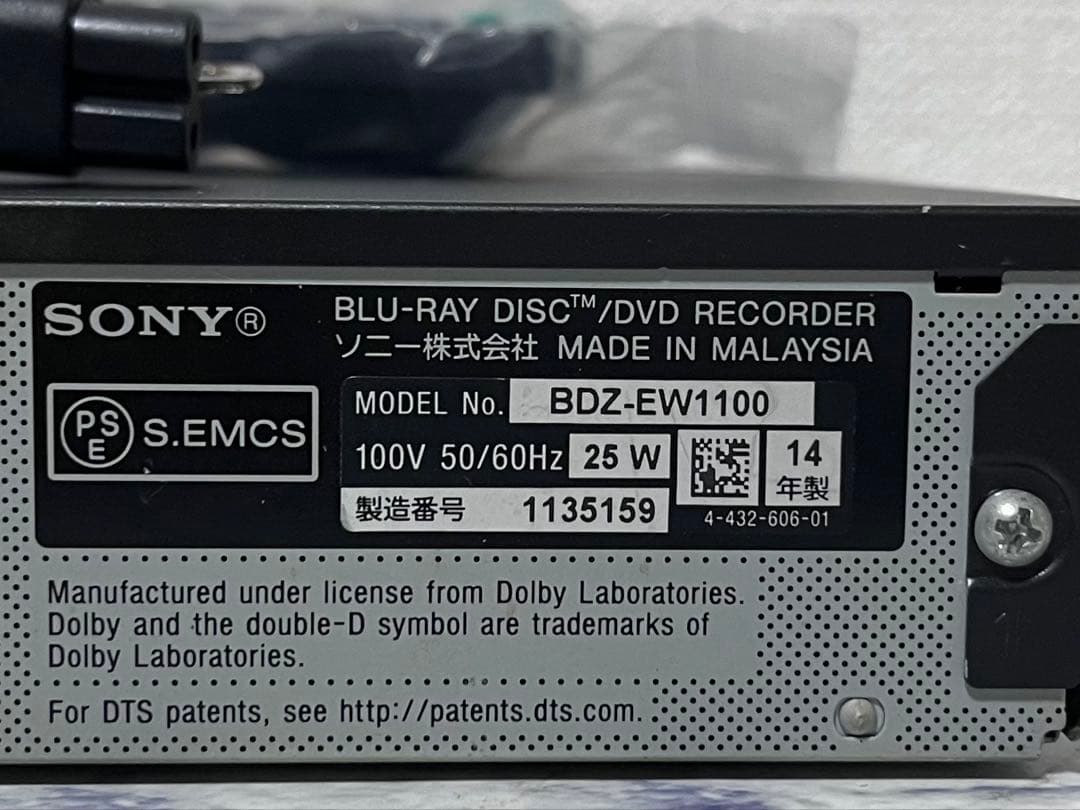 SONY®
BLU-RAY DISC™/DVD RECORDER
ソニー株式会社 MADE IN MALAYSIA
PSE S.EMCS
MODEL No. BDZ-EW1100
100V 50/60Hz 25 W
14
年製
製造番号 1135159
4-432-606-01
Manufactured under license from Dolby Laboratories.
Dolby and the double-D symbol are trademarks of
Dolby Laboratories.
For DTS patents, see http://patents.dts.com.